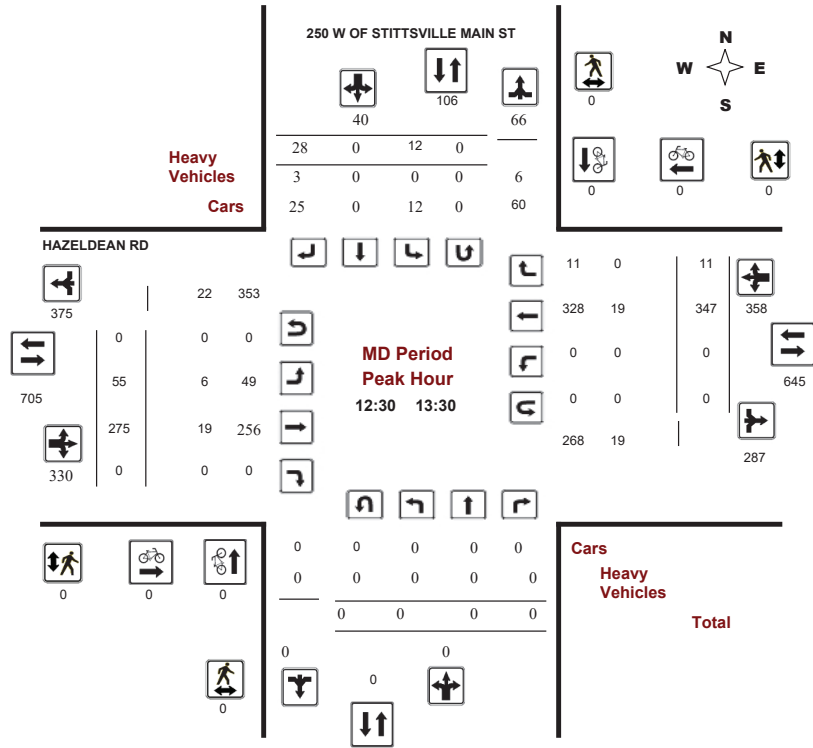 250 W OF STITTSVILLE MAIN ST
N
W E
S
106
0
40 66
28 0 12 0
Heavy
Vehicles
3 0 0 0 6
Cars
25 0 12 0 60
0 0 0
HAZELDEAN RD
375
22 353
0 0 0
705
55 6 49
275 19 256
330
0 0 0
MD Period
Peak Hour
12:30 13:30
11 0 11
328 19 347 358
0 0 0
645
0 0 0
268 19
287
0 0 0 0 0
0 0 0 0 0
0 0 0 0
0 0
0
0 0 0
0
Cars
Heavy
Vehicles
Total